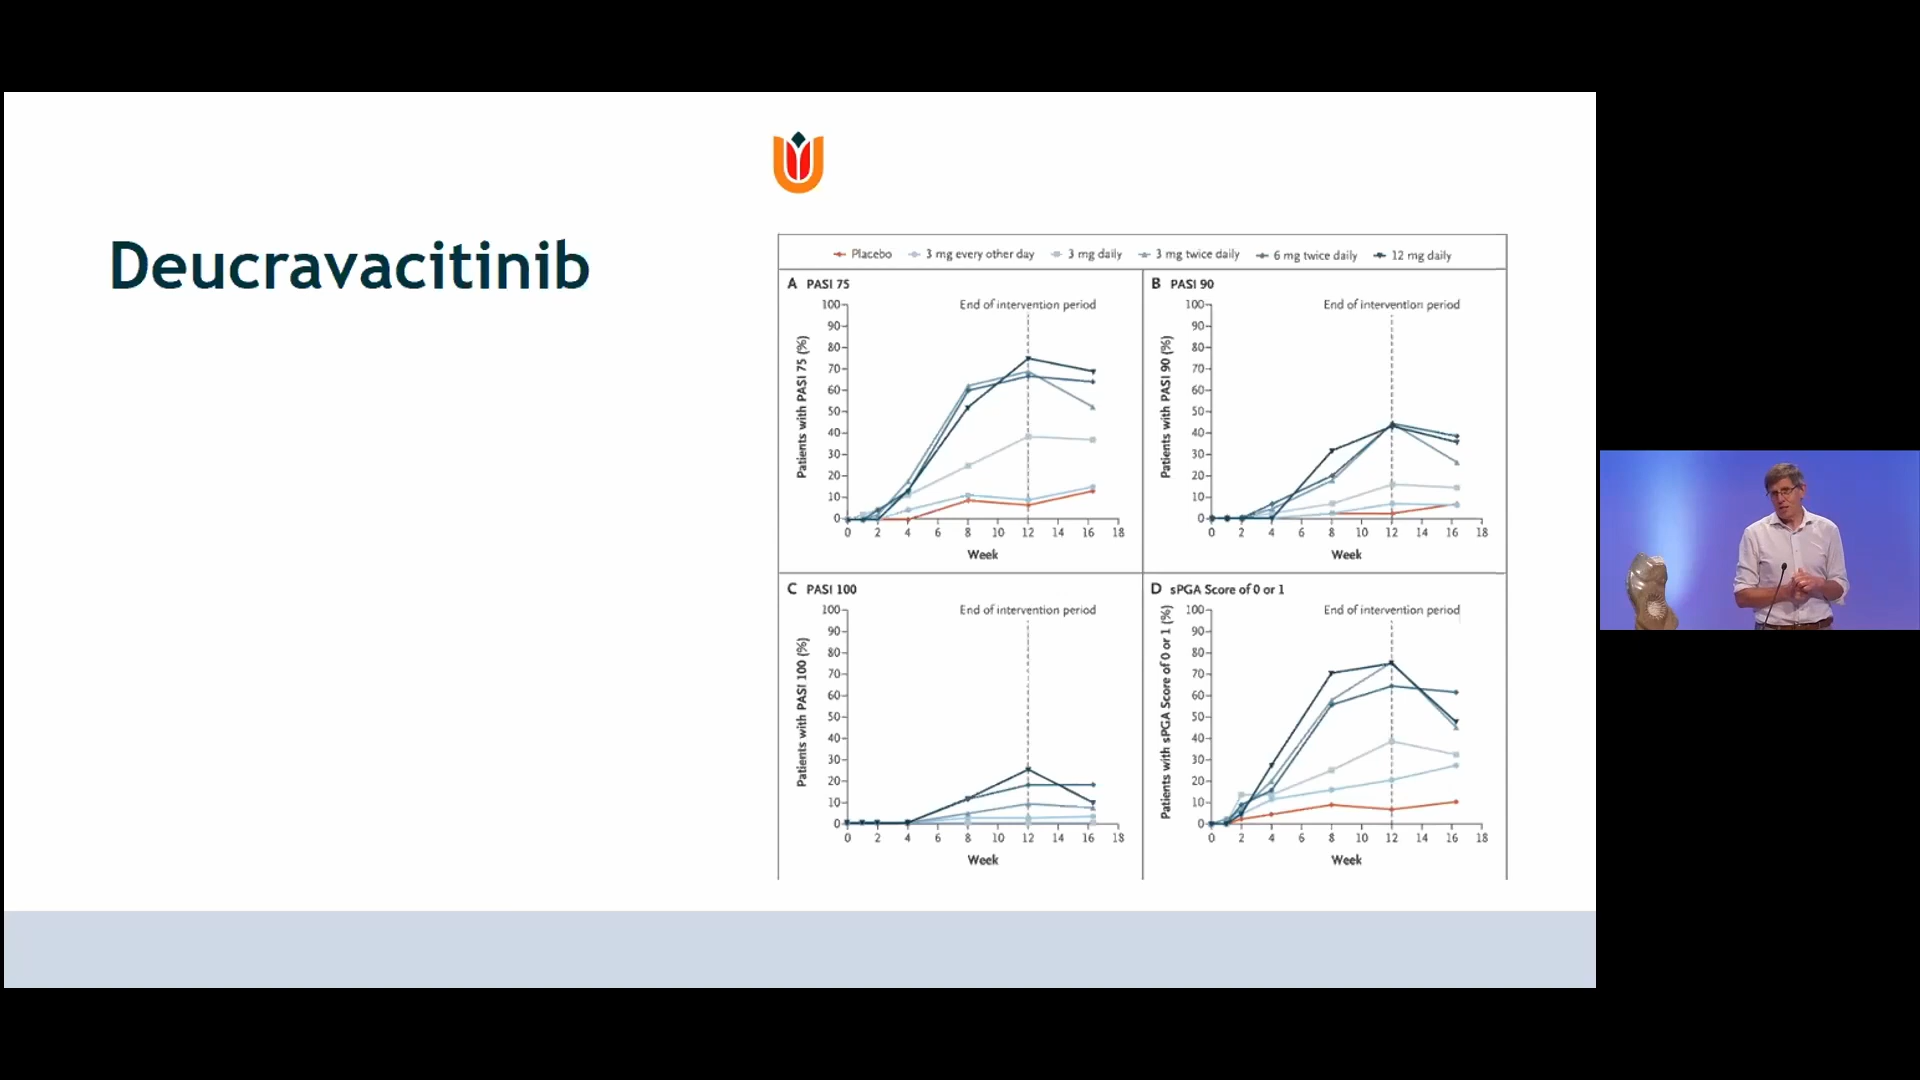 Deucravacitinib
Placebo 3 mg every other day 3 mg daily 3 mg twice daily 6 mg twice daily 12 mg daily
A PASI 75
End of intervention period
Patients with PASI 75 (%)
100
90
80
70
60
50
40
30
20
10
0
0 2 4 6 8 10 12 14 16 18
Week
B PASI 90
End of intervention period
Patients with PASI 90 (%)
100
90
80
70
60
50
40
30
20
10
0
0 2 4 6 8 10 12 14 16 18
Week
C PASI 100
End of intervention period
Patients with PASI 100 (%)
100
90
80
70
60
50
40
30
20
10
0
0 2 4 6 8 10 12 14 16 18
Week
D sPGA Score of 0 or 1
End of intervention period
Patients with sPGA Score of 0 or 1 (%)
100
90
80
70
60
50
40
30
20
10
0
0 2 4 6 8 10 12 14 16 18
Week